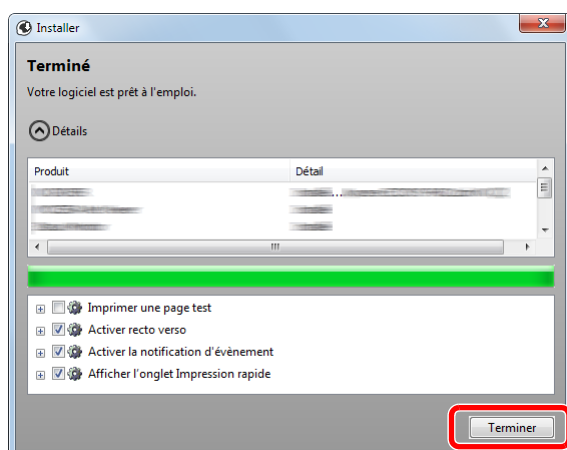 Installer
Terminé
Votre logiciel est prêt à l'emploi.
Détails
Produit Détail
Imprimer une page test
Activer recto verso
Activer la notification d'évènement
Afficher l'onglet Impression rapide
Terminer